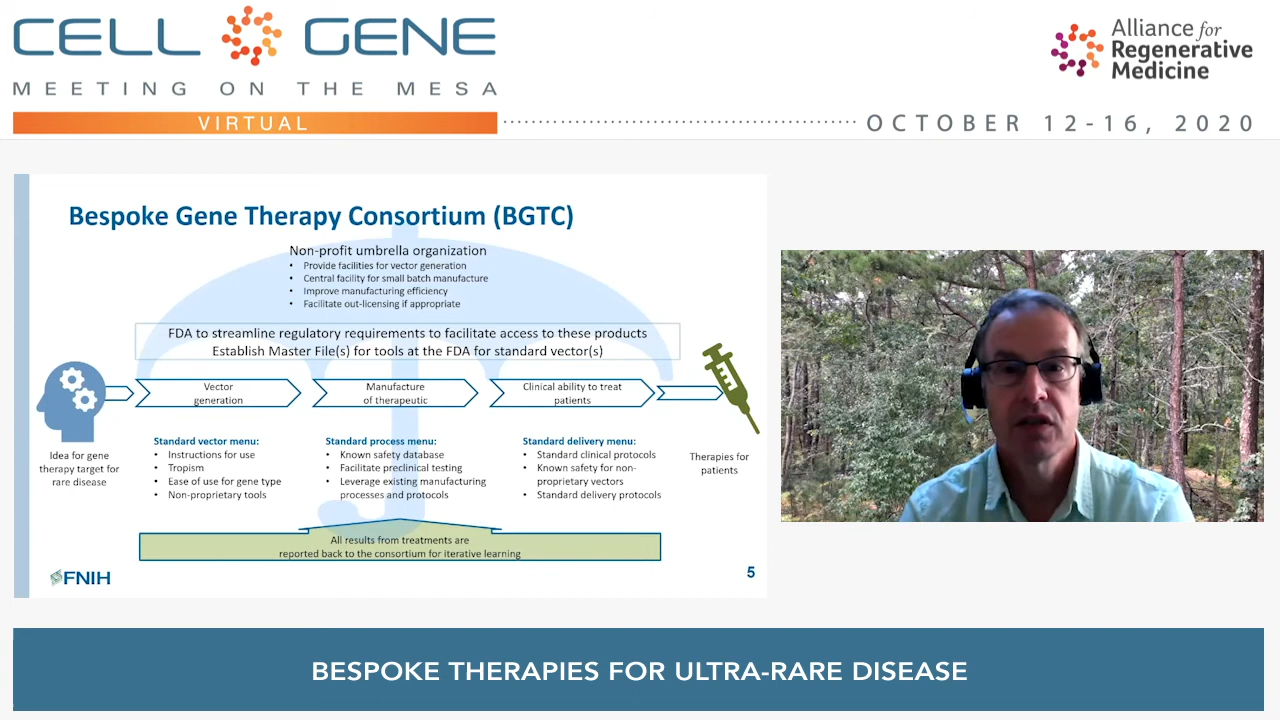 CELL GENE
MEETING ON THE MESA
VIRTUAL
Alliance for
Regenerative
Medicine
OCTOBER 12-16, 2020
Bespoke Gene Therapy Consortium (BGTC)
Non-profit umbrella organization
• Provide facilities for vector generation
• Central facility for small batch manufacture
• Improve manufacturing efficiency
• Facilitate out-licensing if appropriate
FDA to streamline regulatory requirements to facilitate access to these products
Establish Master File(s) for tools at the FDA for standard vector(s)
Idea for gene
therapy target for
rare disease
Vector
generation
Manufacture
of therapeutic
Clinical ability to treat
patients
Therapies for
patients
Standard vector menu:
• Instructions for use
• Tropism
• Ease of use for gene type
• Non-proprietary tools
Standard process menu:
• Known safety database
• Facilitate preclinical testing
• Leverage existing manufacturing
processes and protocols
Standard delivery menu:
• Standard clinical protocols
• Known safety for non-
proprietary vectors
• Standard delivery protocols
All results from treatments are
reported back to the consortium for iterative learning
FNIH
5
BESPOKE THERAPIES FOR ULTRA-RARE DISEASE